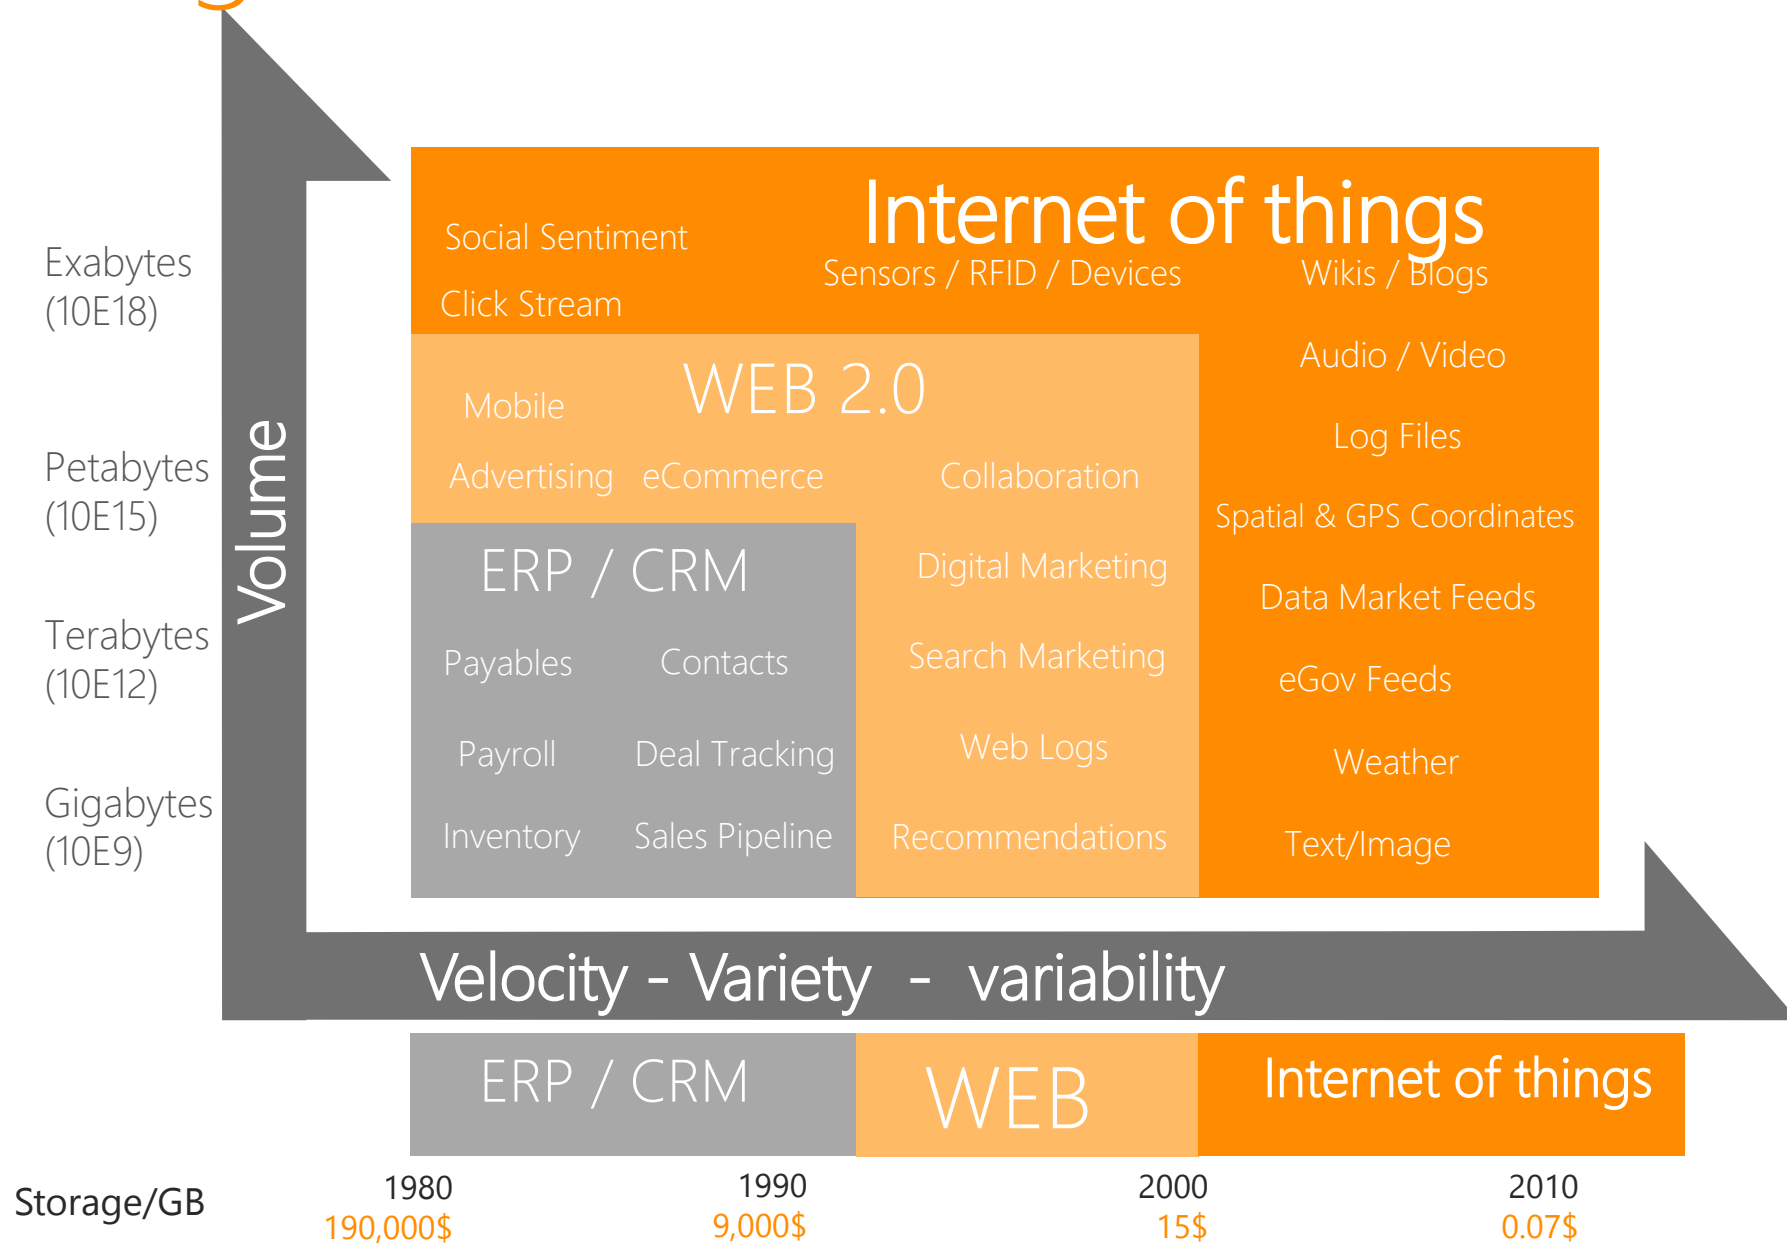 Internet of things
Social Sentiment
Sensors / RFID / Devices
Wikis / Blogs
Click Stream
Exabytes
(10E18)
Audio / Video
WEB 2.0
Mobile
Log Files
Advertising
eCommerce
Collaboration
Petabytes
(10E15)
Volume
Spatial & GPS Coordinates
ERP / CRM
Digital Marketing
Data Market Feeds
Terabytes
(10E12)
Payables
Contacts
Search Marketing
eGov Feeds
Payroll
Deal Tracking
Web Logs
Weather
Gigabytes
(10E9)
Inventory
Sales Pipeline
Recommendations
Text/Image
Velocity - Variety - variability
ERP / CRM
WEB
Internet of things
Storage/GB
1980
1990
2000
2010
190,000$
9,000$
15$
0.07$